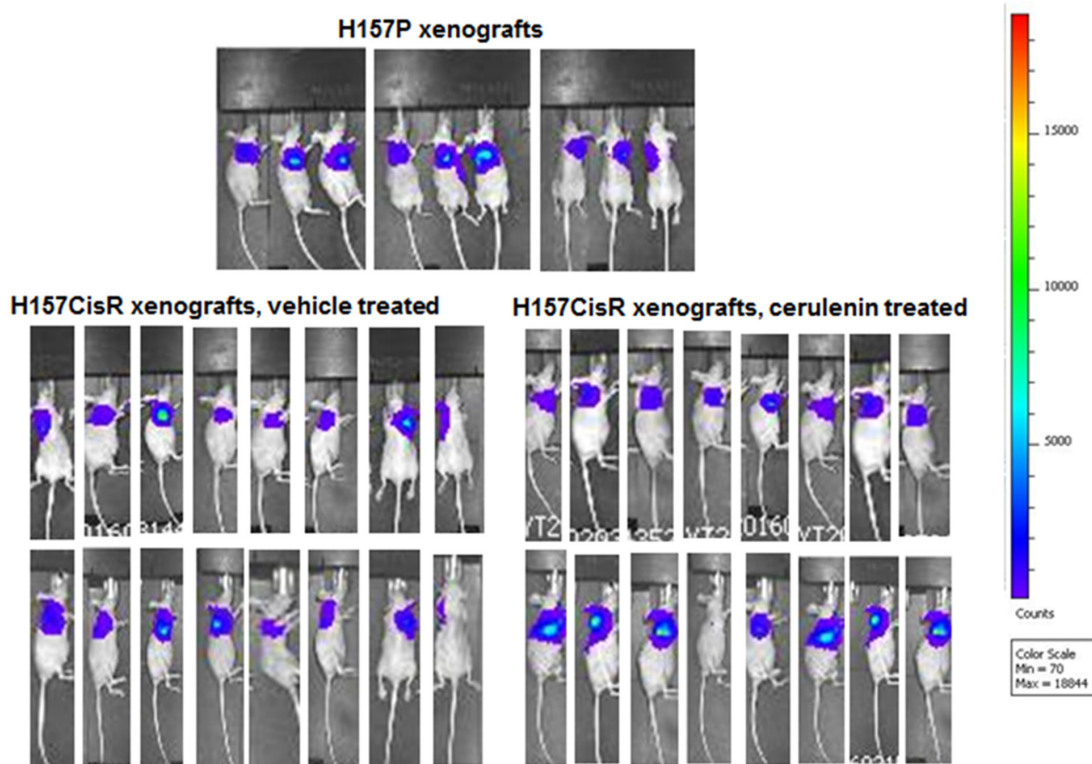 H157P xenografts
15000
10000
5000
Counts
Color Scale
Min = 70
Max = 18844
H157CisR xenografts, vehicle treated
H157CisR xenografts, cerulenin treated